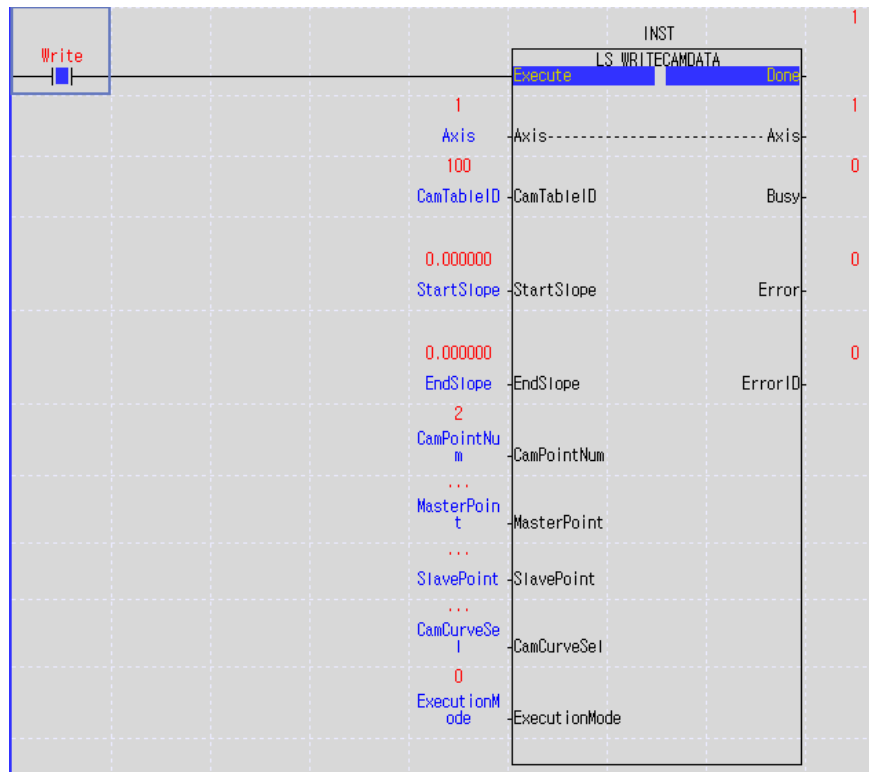 1
INST
Write
LS_WRITECAMDATA
Execute Done
1 1
Axis Axis Axis
100 0
CamTableID CamTableID Busy
0.000000 0
StartSlope StartSlope Error
0.000000 0
EndSlope EndSlope ErrorID
2
CamPointNu
m CamPointNum
...
MasterPoin
t MasterPoint
...
SlavePoint SlavePoint
...
CamCurveSe
l CamCurveSel
0
ExecutionM
ode ExecutionMode